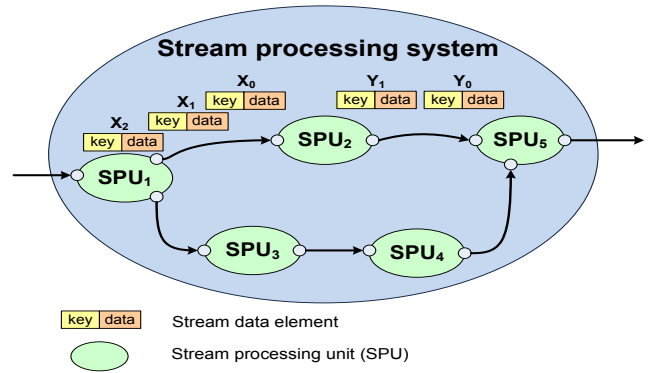 Stream processing system
X₀ Y₁ Y₀
key data key data key data
X₁
key data
X₂
key data
SPU₁ SPU₂ SPU₅
SPU₃ SPU₄
key data Stream data element
Stream processing unit (SPU)